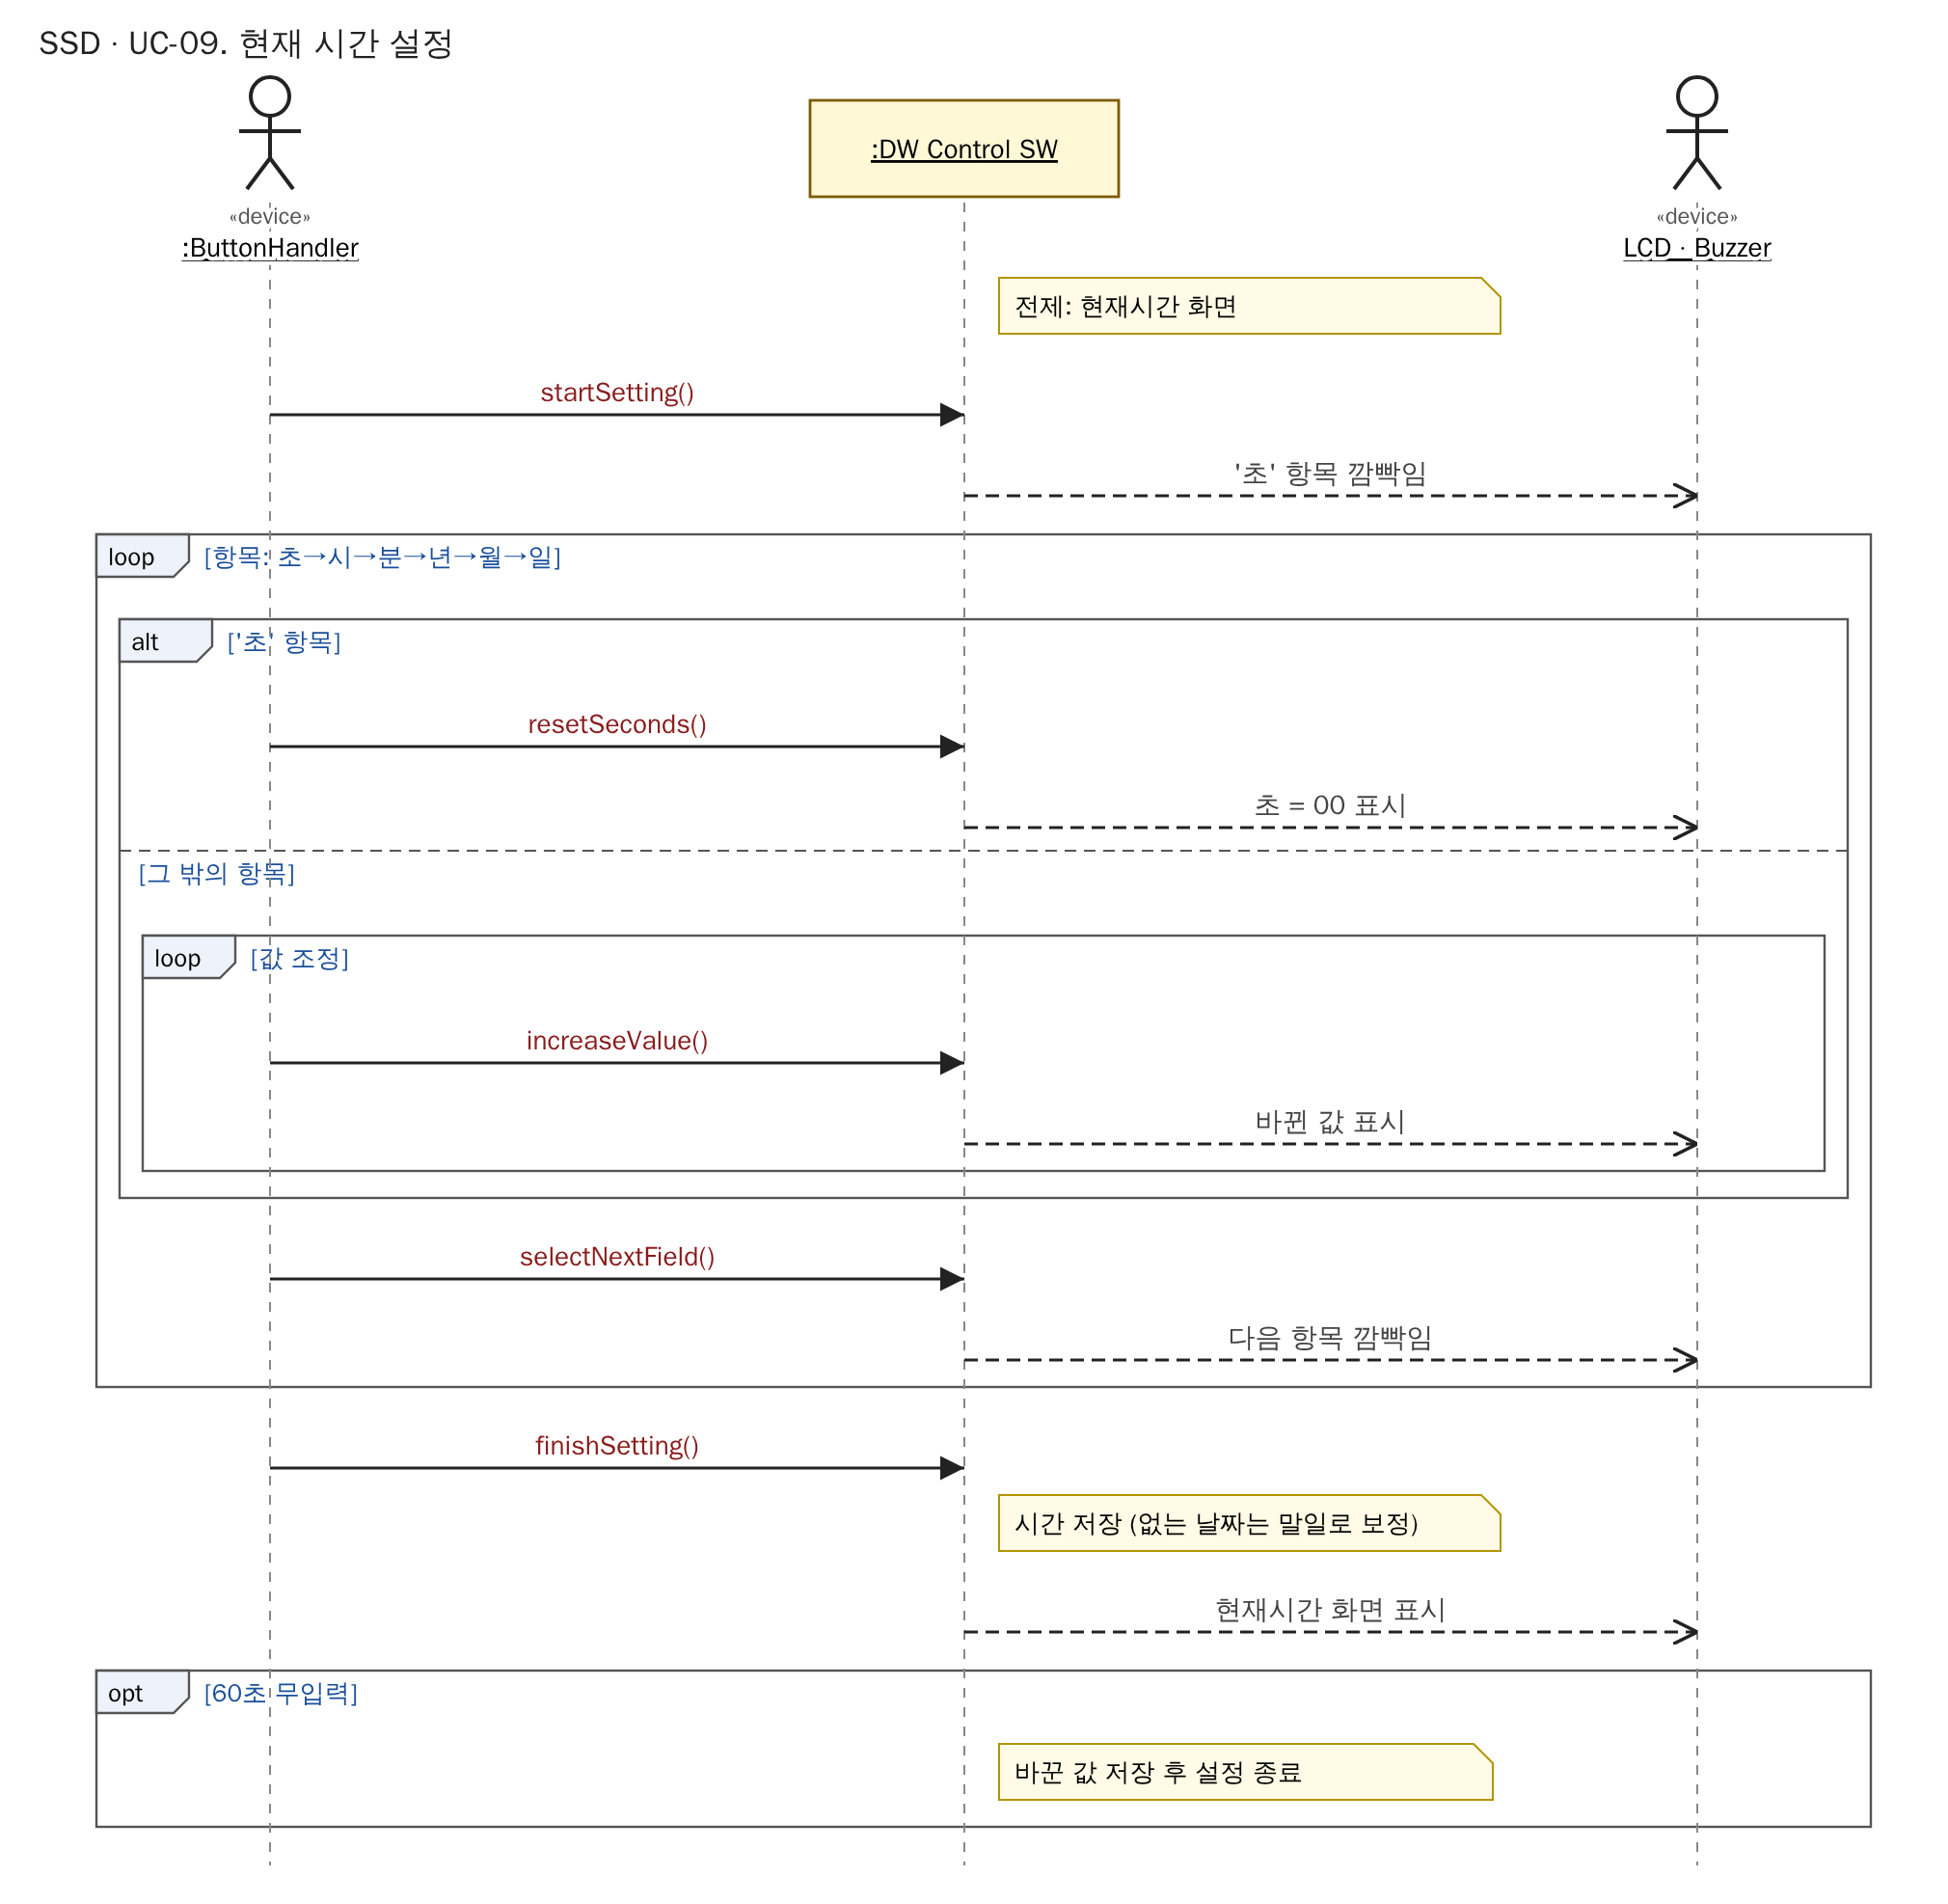 SSD · UC-09. 현재 시간 설정
:DW Control SW
«device»
:ButtonHandler
«device»
LCD · Buzzer
전제: 현재시간 화면
startSetting()
'초' 항목 깜빡임
loop [항목: 초→시→분→년→월→일]
alt ['초' 항목]
resetSeconds()
초 = 00 표시
[그 밖의 항목]
loop [값 조정]
increaseValue()
바뀐 값 표시
selectNextField()
다음 항목 깜빡임
finishSetting()
시간 저장 (없는 날짜는 말일로 보정)
현재시간 화면 표시
opt [60초 무입력]
바꾼 값 저장 후 설정 종료